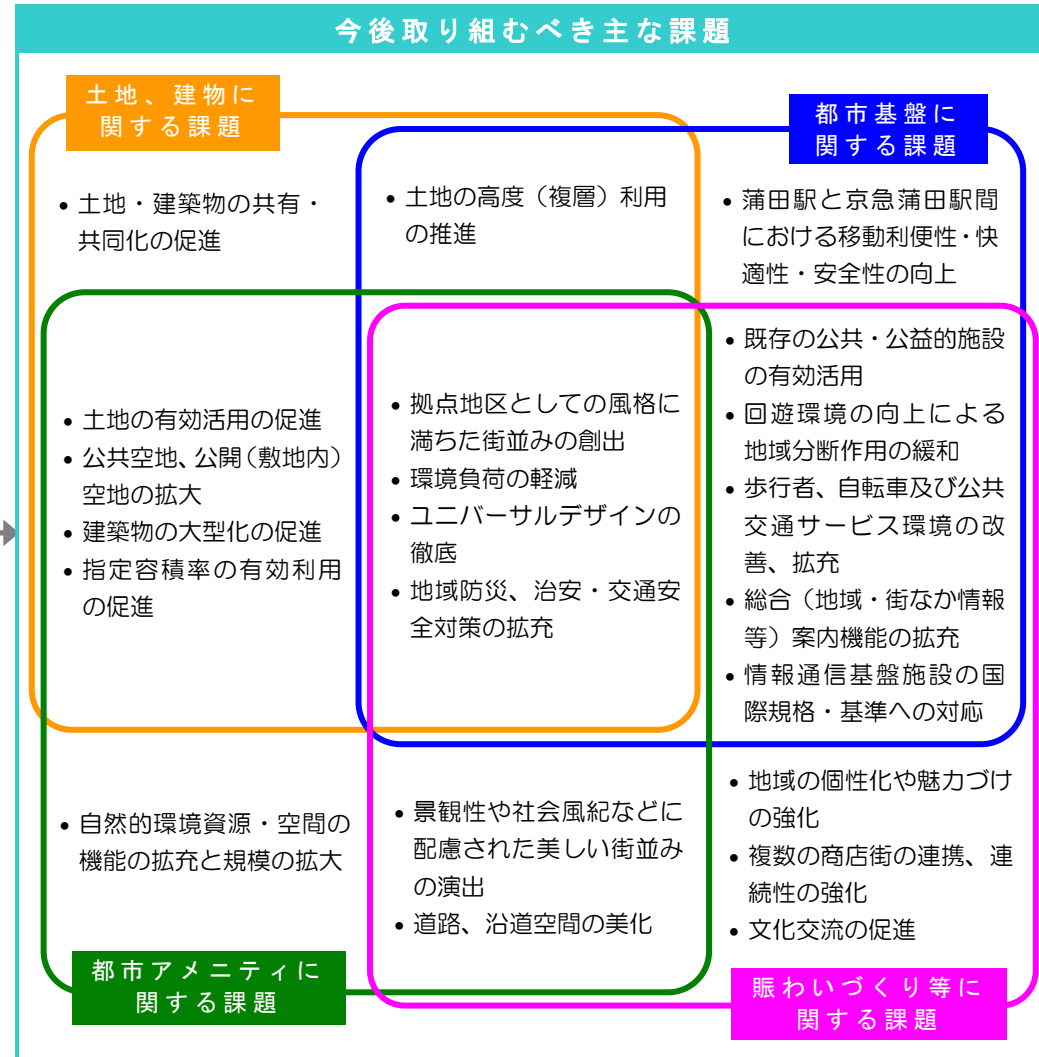 今後取り組むべき主な課題
土地、建物に
関する課題
都市基盤に
関する課題
• 土地・建築物の共有・
共同化の促進
• 土地の高度（複層）利用
の推進
• 蒲田駅と京急蒲田駅間
における移動利便性・快
適性・安全性の向上
• 土地の有効活用の促進
• 公共空地、公開（敷地内）
空地の拡大
• 建築物の大型化の促進
• 指定容積率の有効利用
の促進
• 拠点地区としての風格に
満ちた街並みの創出
• 環境負荷の軽減
• ユニバーサルデザインの
徹底
• 地域防災、治安・交通安
全対策の拡充
• 既存の公共・公益的施設
の有効活用
• 回遊環境の向上による
地域分断作用の緩和
• 歩行者、自転車及び公共
交通サービス環境の改
善、拡充
• 総合（地域・街なか情報
等）案内機能の拡充
• 情報通信基盤施設の国
際規格・基準への対応
• 自然的環境資源・空間の
機能の拡充と規模の拡大
• 景観性や社会風紀などに
配慮された美しい街並み
の演出
• 道路、沿道空間の美化
• 地域の個性化や魅力づけ
の強化
• 複数の商店街の連携、連
続性の強化
• 文化交流の促進
都市アメニティに
関する課題
賑わいづくり等に
関する課題